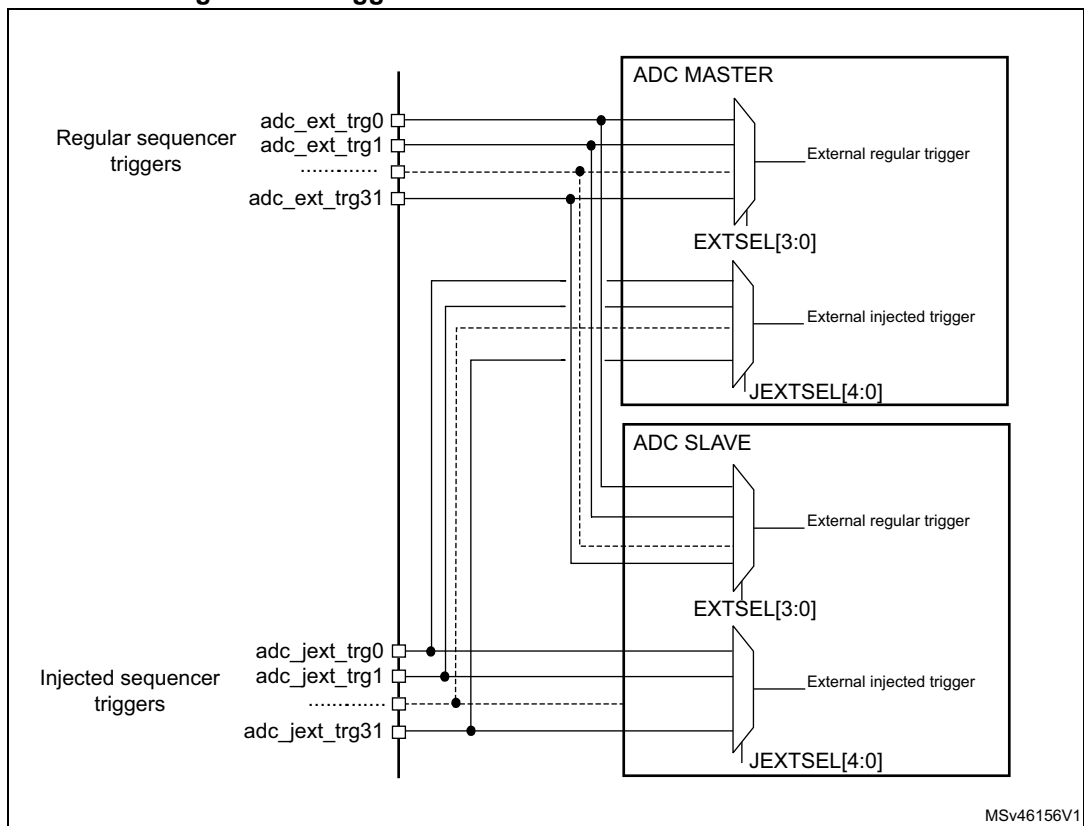 ADC MASTER
adc_ext_trg0
Regular sequencer
triggers
adc_ext_trg1
External regular trigger
.............
adc_ext_trg31
EXTSEL[3:0]
External injected trigger
JEXTSEL[4:0]
ADC SLAVE
External regular trigger
EXTSEL[3:0]
adc_jext_trg0
Injected sequencer
triggers
adc_jext_trg1
External injected trigger
.............
adc_jext_trg31
JEXTSEL[4:0]
MSv46156V1